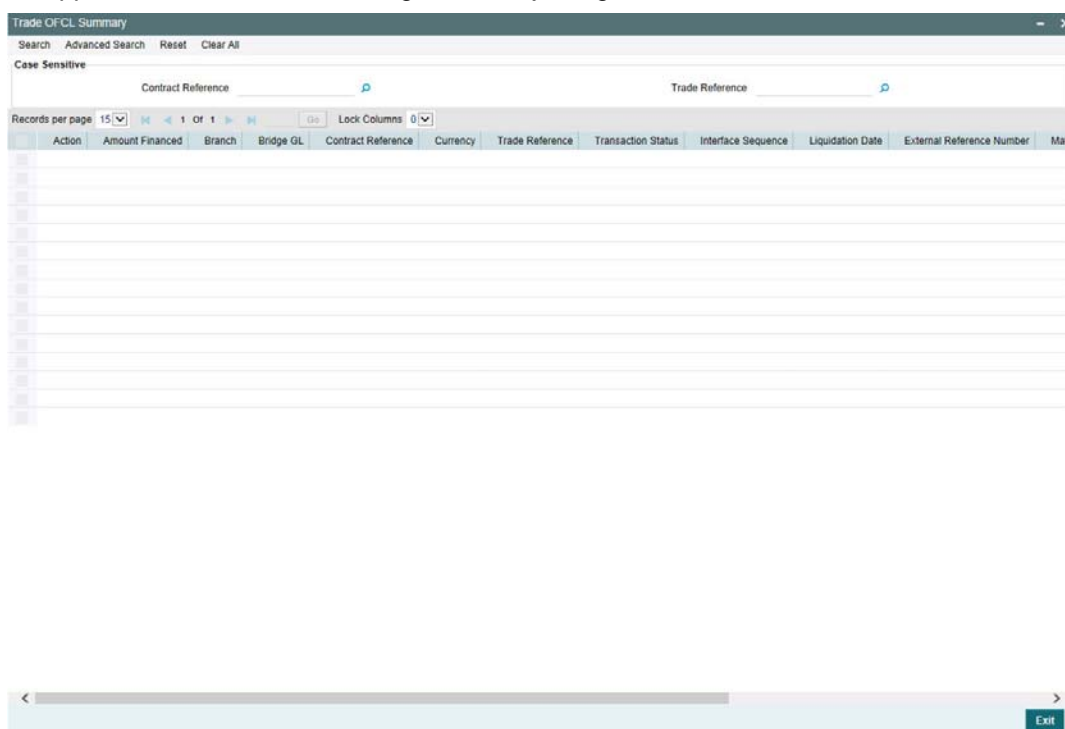 Trade OFCL Summary
Search Advanced Search Reset Clear All
Case Sensitive
Contract Reference Trade Reference
Records per page 15 1 Of 1 Go Lock Columns 0
Action Amount Financed Branch Bridge GL Contract Reference Currency Trade Reference Transaction Status Interface Sequence Liquidation Date External Reference Number Ma
Exit